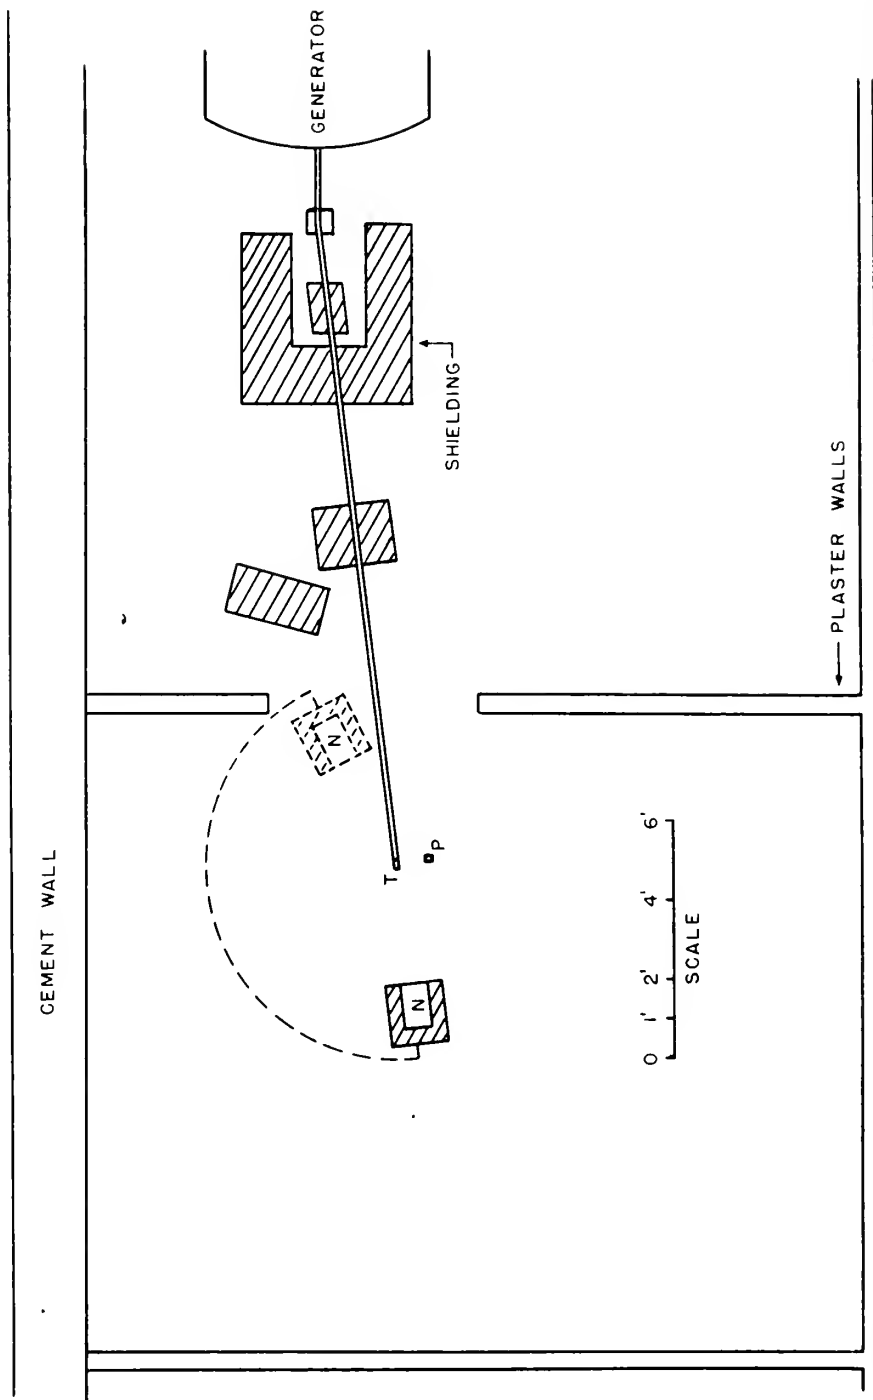 CEMENT WALL
GENERATOR
SHIELDING
PLASTER WALLS
N
T
P
N
0 1' 2' 4' 6'
SCALE